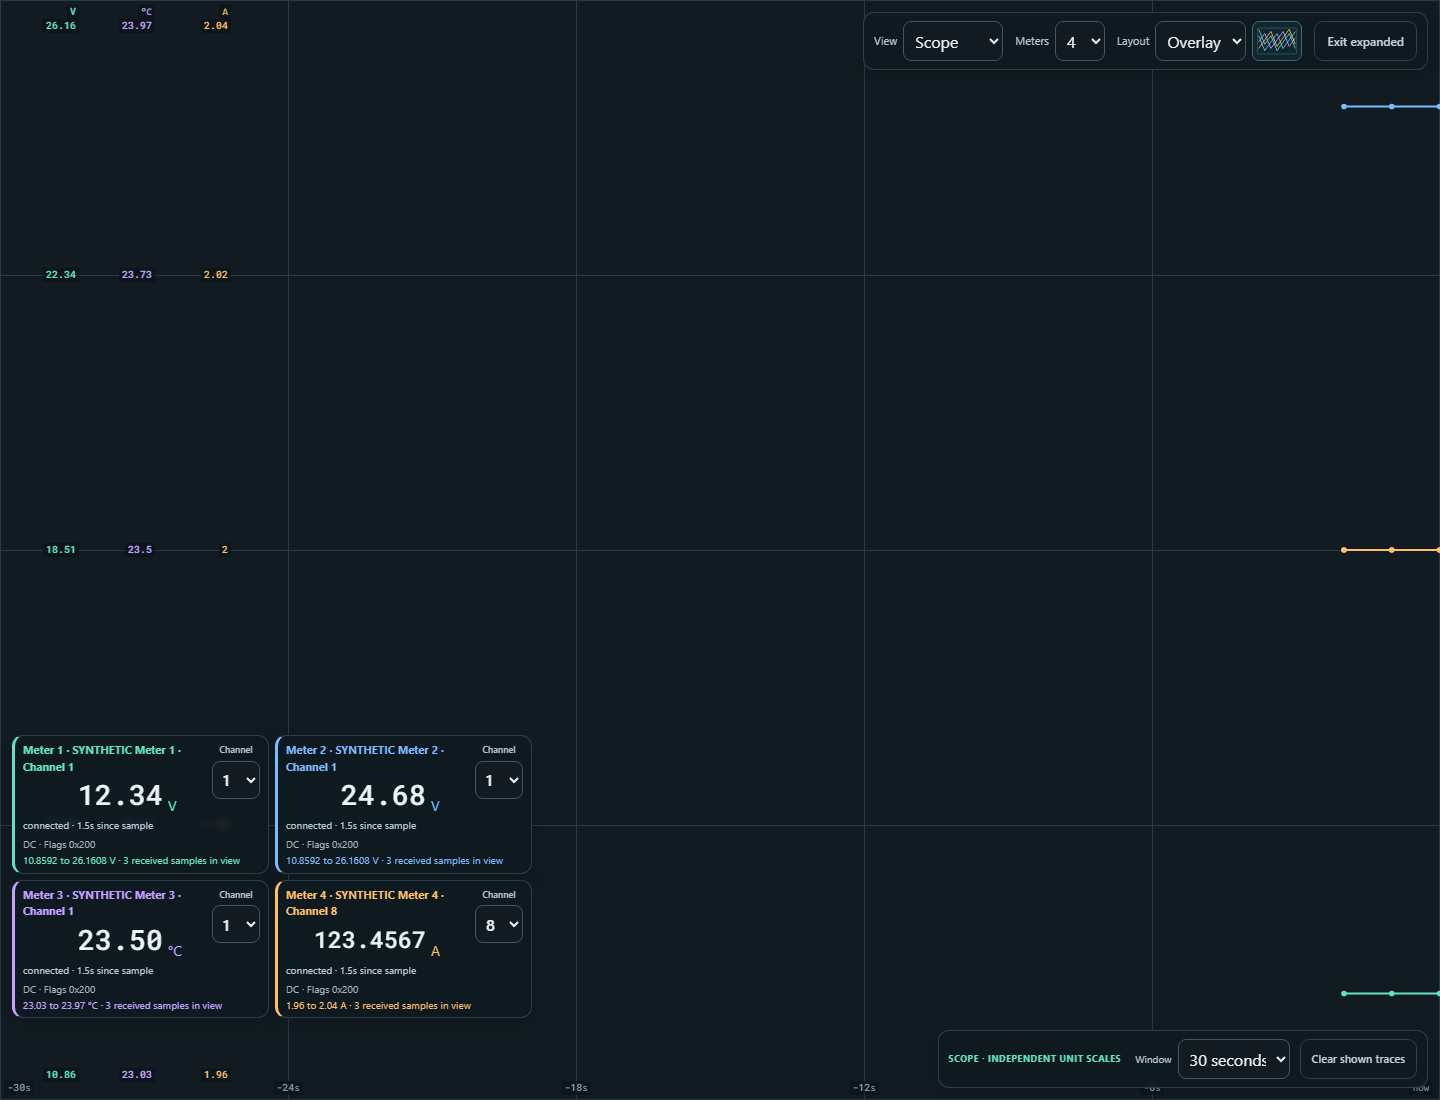 V °C A
26.16 23.97 2.04
View Scope Meters 4 Layout Overlay Exit expanded
22.34 23.73 2.02
18.51 23.5 2
Meter 1 · SYNTHETIC Meter 1 · Channel 1
Channel
1
12.34 V
connected · 1.5s since sample
DC · Flags 0x200
10.8592 to 26.1608 V · 3 received samples in view
Meter 2 · SYNTHETIC Meter 2 · Channel 1
Channel
1
24.68 V
connected · 1.5s since sample
DC · Flags 0x200
10.8592 to 26.1608 V · 3 received samples in view
Meter 3 · SYNTHETIC Meter 3 · Channel 1
Channel
1
23.50 °C
connected · 1.5s since sample
DC · Flags 0x200
23.03 to 23.97 °C · 3 received samples in view
Meter 4 · SYNTHETIC Meter 4 · Channel 8
Channel
8
123.4567 A
connected · 1.5s since sample
DC · Flags 0x200
1.96 to 2.04 A · 3 received samples in view
SCOPE · INDEPENDENT UNIT SCALES Window 30 seconds Clear shown traces
10.86 23.03 1.96
-30s -24s -18s -12s